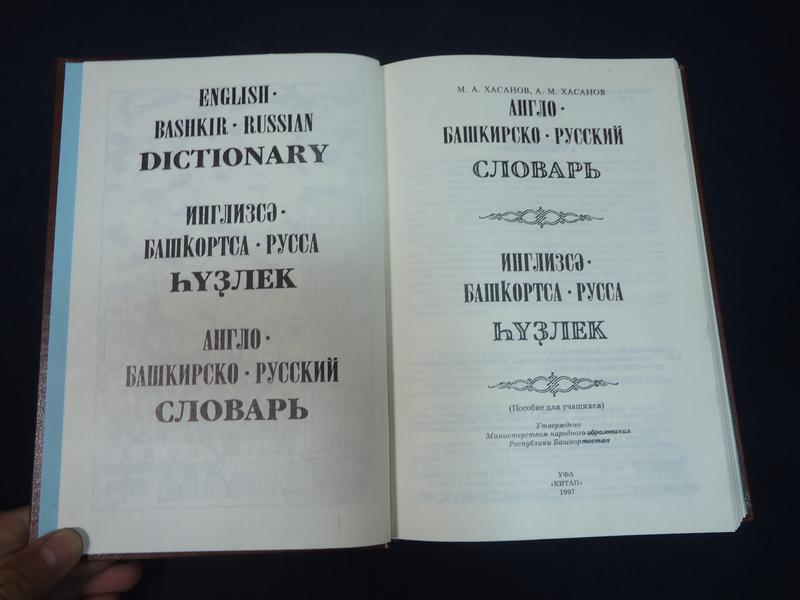 ENGLISH ·
BASHKIR · RUSSIAN
DICTIONARY
ИНГЛИЗСӘ ·
БАШҠОРТСА · РУССА
ҺҮҘЛЕК
АНГЛО ·
БАШКИРСКО · РУССКИЙ
СЛОВАРЬ
М. А. ХАСАНОВ, А. М. ХАСАНОВ
АНГЛО ·
БАШКИРСКО · РУССКИЙ
СЛОВАРЬ
ИНГЛИЗСӘ ·
БАШҠОРТСА · РУССА
ҺҮҘЛЕК
(Пособие для учащихся)
Утверждено
Министерством народного образования
Республики Башкортостан
УФА
«КИТАП»
1997